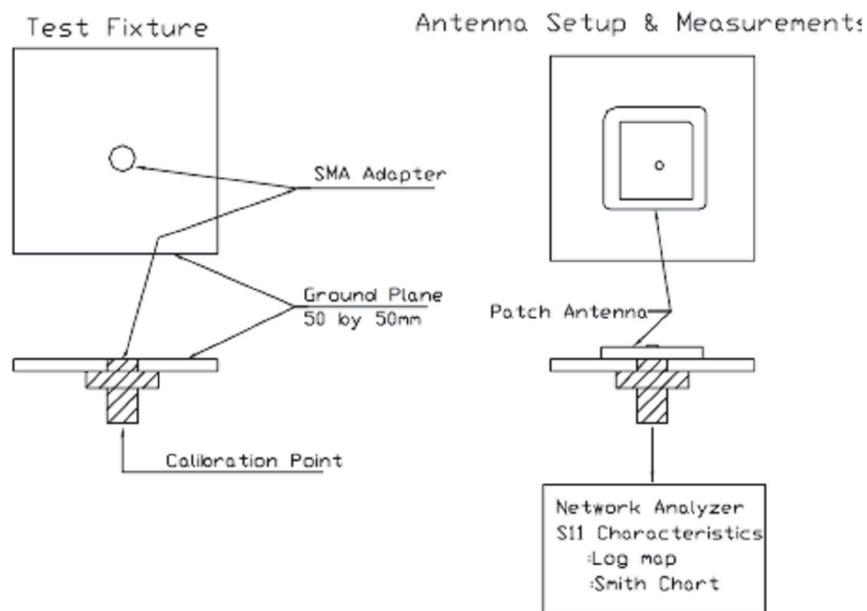 Test Fixture
Antenna Setup & Measurements
SMA Adapter
Ground Plane
50 by 50mm
Patch Antenna
Calibration Point
Network Analyzer
S11 Characteristics
:Log map
:Smith Chart